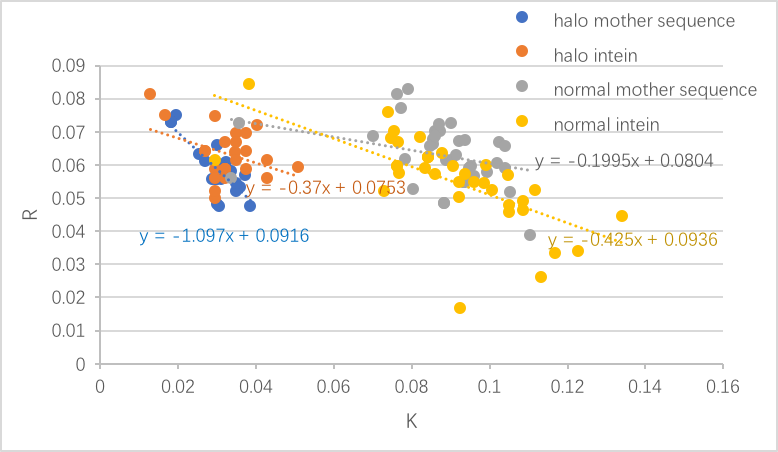 halo mother sequence
halo intein
normal mother sequence
normal intein
0.09
0.08
0.07
0.06
0.05
0.04
0.03
0.02
0.01
0
R
y = -0.1995x + 0.0804
y = -0.37x + 0.0753
y = -1.097x + 0.0916
y = -0.425x + 0.0936
0 0.02 0.04 0.06 0.08 0.1 0.12 0.14 0.16
K